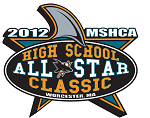 2012 MSHCA
HIGH SCHOOL
ALL STAR
CLASSIC
WORCESTER MA